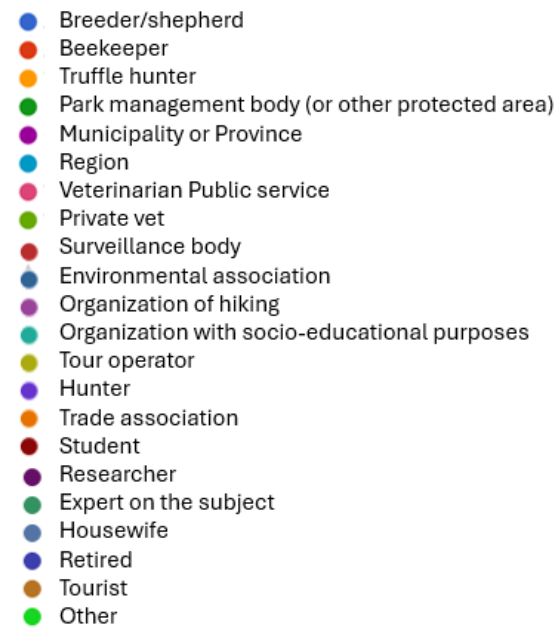 Breeder/shepherd
Beekeeper
Truffle hunter
Park management body (or other protected area)
Municipality or Province
Region
Veterinarian Public service
Private vet
Surveillance body
Environmental association
Organization of hiking
Organization with socio-educational purposes
Tour operator
Hunter
Trade association
Student
Researcher
Expert on the subject
Housewife
Retired
Tourist
Other